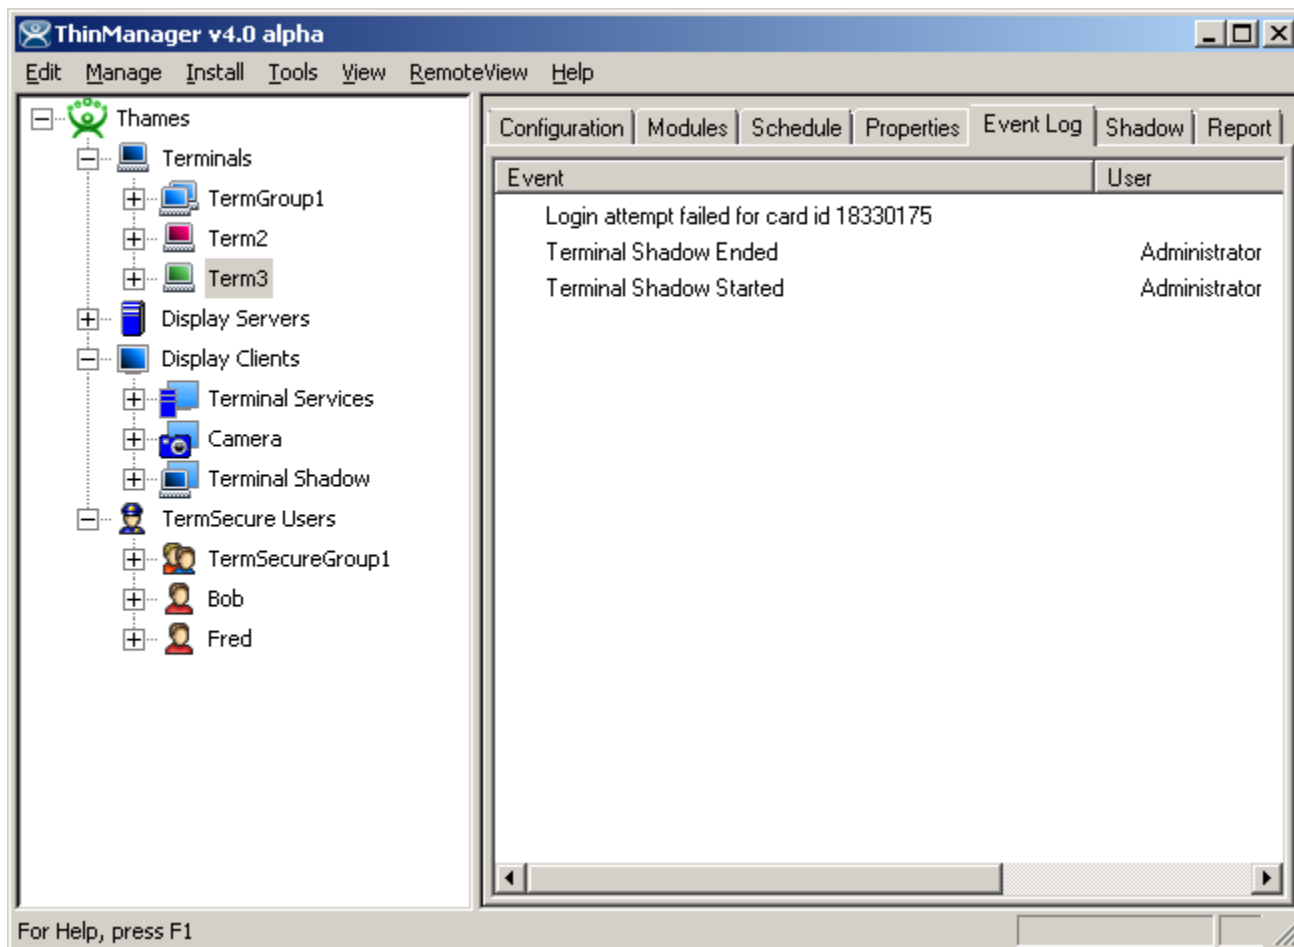 ThinManager v4.0 alpha
Edit Manage Install Tools View RemoteView Help
Thames
Terminals
TermGroup1
Term2
Term3
Display Servers
Display Clients
Terminal Services
Camera
Terminal Shadow
TermSecure Users
TermSecureGroup1
Bob
Fred
Configuration Modules Schedule Properties Event Log Shadow Report
Event User
Login attempt failed for card id 18330175
Terminal Shadow Ended Administrator
Terminal Shadow Started Administrator
For Help, press F1